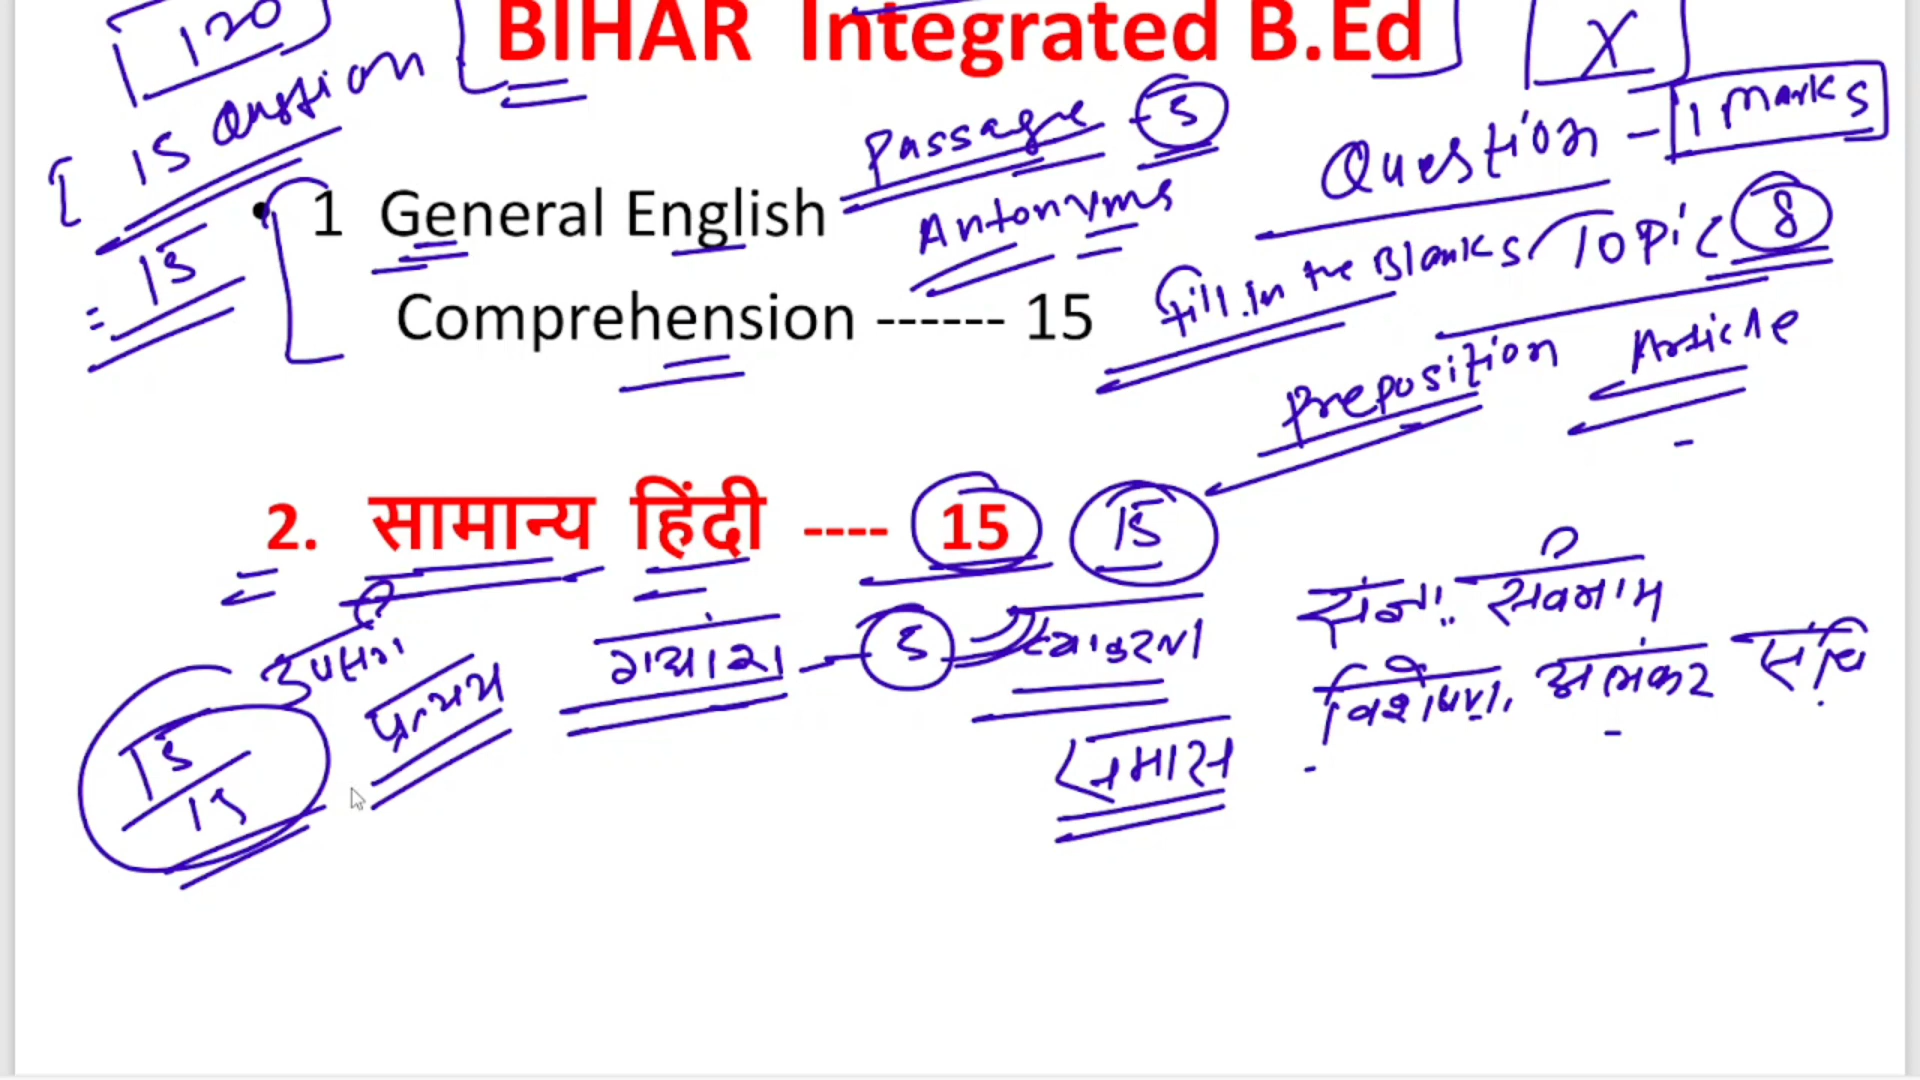 120
BIHAR Integrated B.Ed
X
15 Question
Passage - 5
Question - 1 Marks
1 General English
Antonyms
Topic 8
= 15
Fill.In the Blanks
Comprehension ------ 15
Preposition
Article
2. सामान्य हिंदी ---- 15
15
संज्ञा.. सर्वनाम
उपसर्ग
गद्यांश - 5
व्याकरण
विशेषण, अलंकार संधि
प्रत्यय
समास
15
15